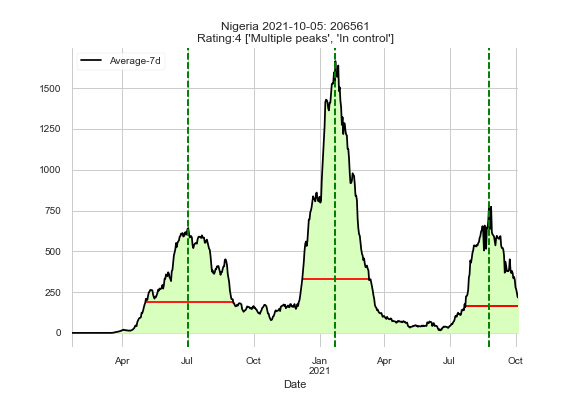 Nigeria 2021-10-05: 206561
Rating:4 ['Multiple peaks', 'In control']
Average-7d
1500
1250
1000
750
500
250
0
Apr
Jul
Oct
Jan
2021
Apr
Jul
Oct
Date